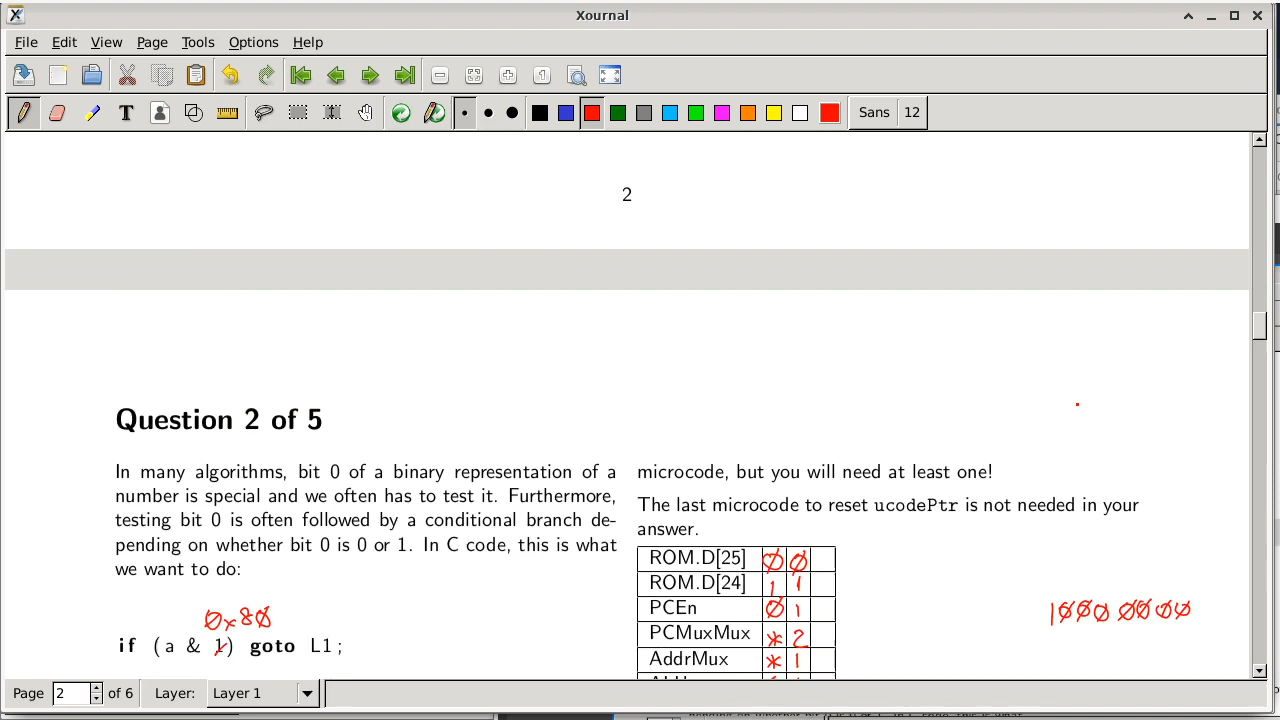 Xournal
File Edit View Page Tools Options Help
Sans 12
2
Question 2 of 5
In many algorithms, bit 0 of a binary representation of a
number is special and we often has to test it. Furthermore,
testing bit 0 is often followed by a conditional branch de-
pending on whether bit 0 is 0 or 1. In C code, this is what
we want to do:
0x80
if (a & 1) goto L1;
microcode, but you will need at least one!
The last microcode to reset ucodePtr is not needed in your
answer.
ROM.D[25] 0 0
ROM.D[24] 1 1
PCEn 0 1
PCMuxMux * 2
AddrMux * 1
1000 0000
Page 2 of 6 Layer: Layer 1